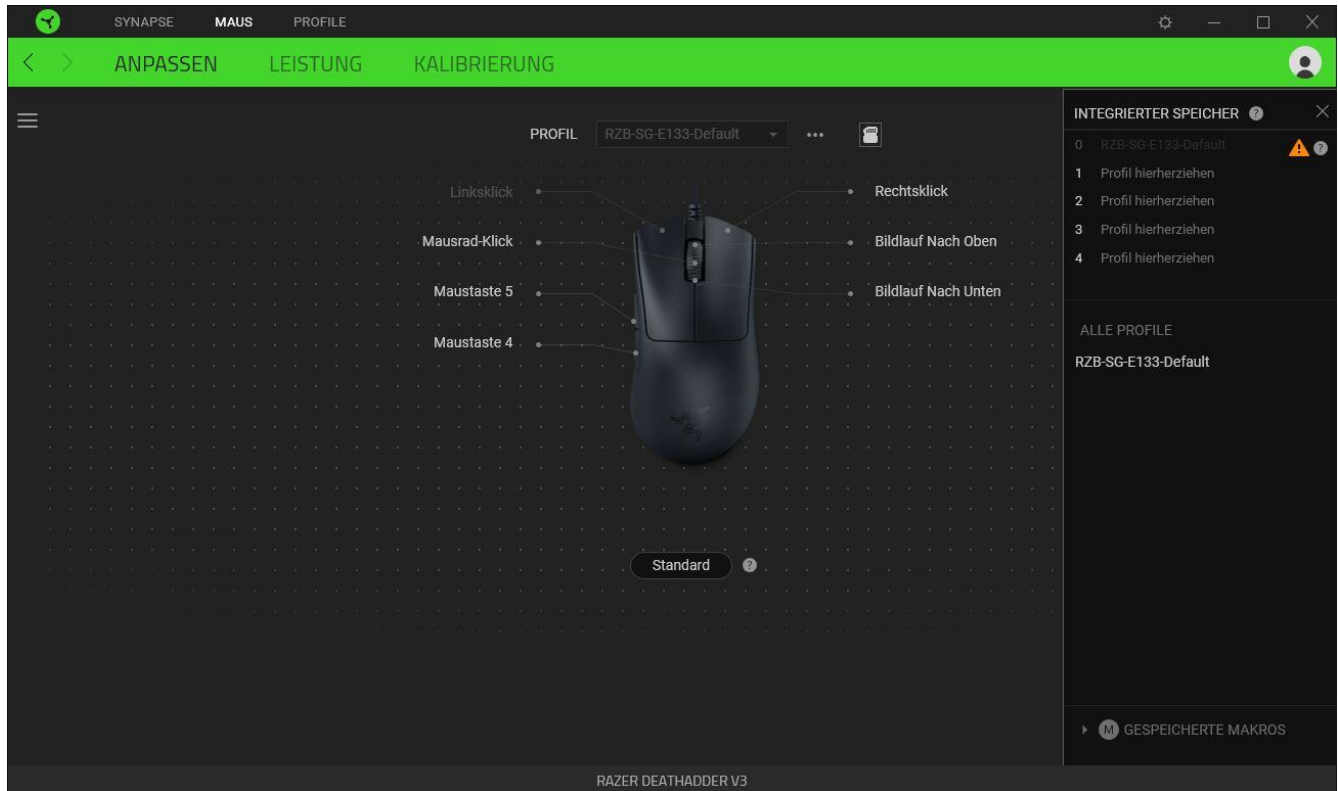 SYNAPSE MAUS PROFILE
ANPASSEN LEISTUNG KALIBRIERUNG
PROFIL RZB-SG-E133-Default
Linksklick
Mausrad-Klick
Maustaste 5
Maustaste 4
Rechtsklick
Bildlauf Nach Oben
Bildlauf Nach Unten
Standard ?
INTEGRIERTER SPEICHER ?
0 RZB-SG-E133-Default ?
1 Profil hierherziehen
2 Profil hierherziehen
3 Profil hierherziehen
4 Profil hierherziehen
ALLE PROFILE
RZB-SG-E133-Default
M GESPEICHERTE MAKROS
RAZER DEATHADDER V3